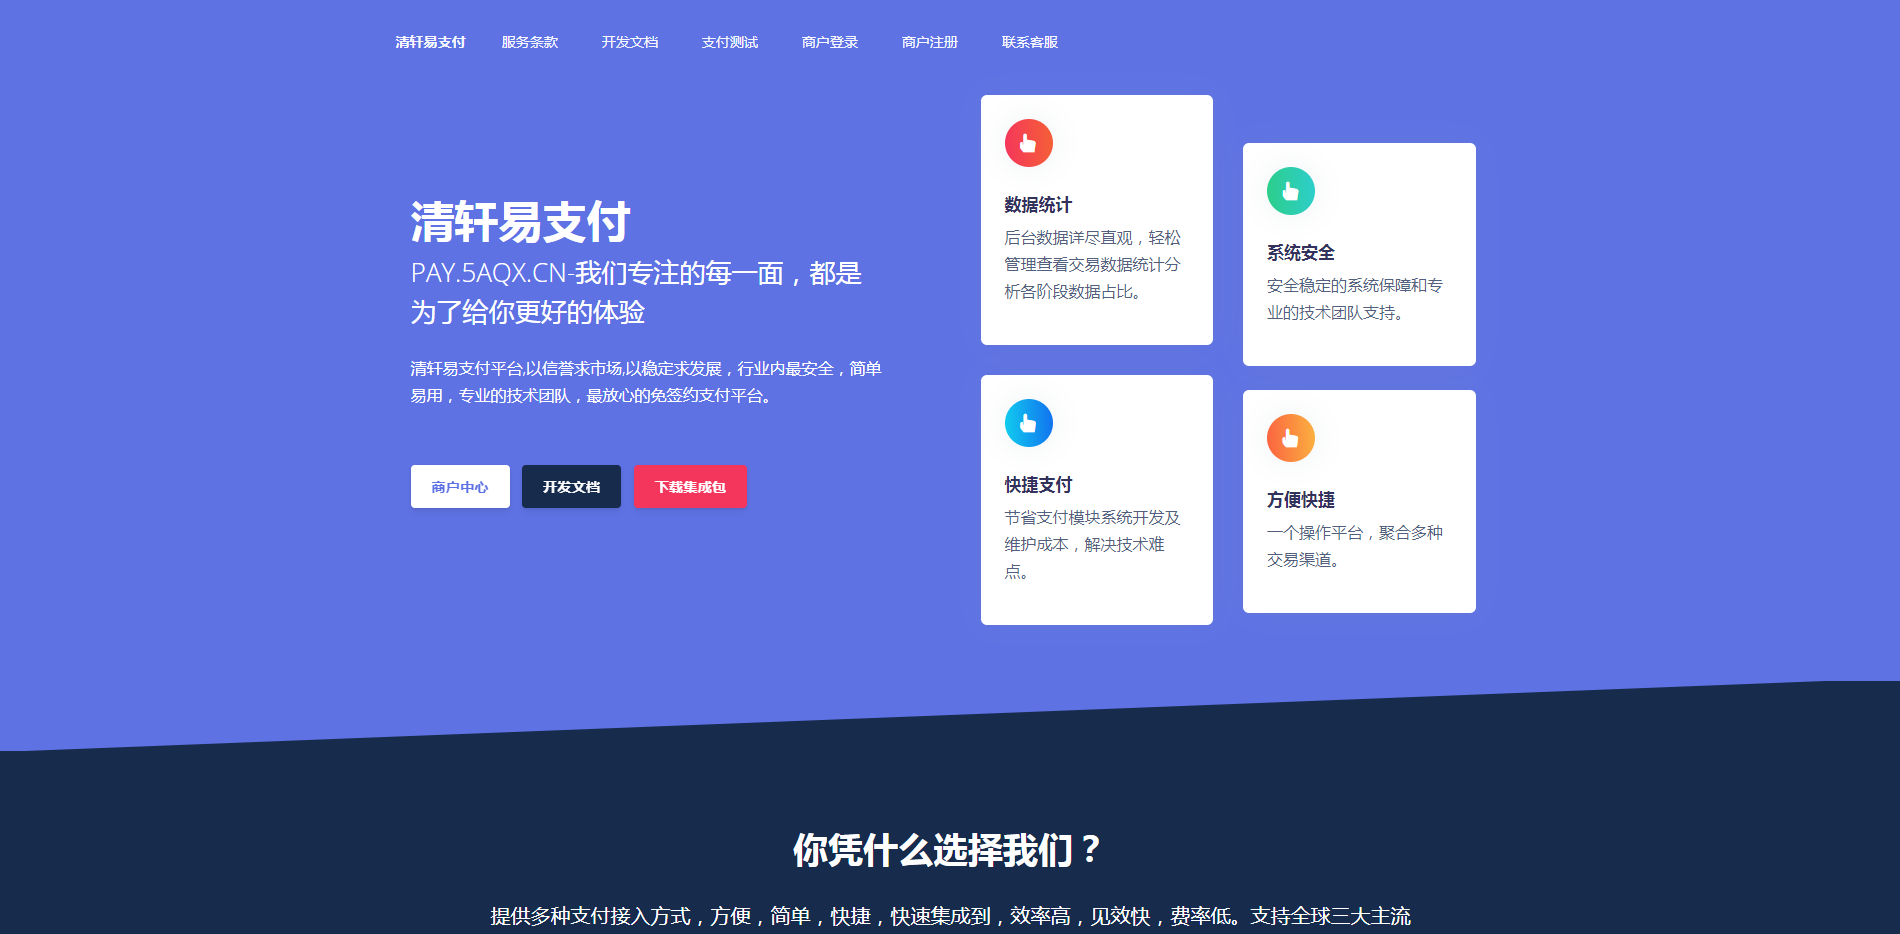 清轩易支付 服务条款 开发文档 支付测试 商户登录 商户注册 联系客服
清轩易支付
PAY.5AQX.CN-我们专注的每一面，都是
为了给你更好的体验
清轩易支付平台,以信誉求市场,以稳定求发展，行业内最安全，简单
易用，专业的技术团队，最放心的免签约支付平台。
商户中心 开发文档 下载集成包
数据统计
后台数据详尽直观，轻松
管理查看交易数据统计分
析各阶段数据占比。
系统安全
安全稳定的系统保障和专
业的技术团队支持。
快捷支付
节省支付模块系统开发及
维护成本，解决技术难
点。
方便快捷
一个操作平台，聚合多种
交易渠道。
你凭什么选择我们？
提供多种支付接入方式，方便，简单，快捷，快速集成到，效率高，见效快，费率低。支持全球三大主流